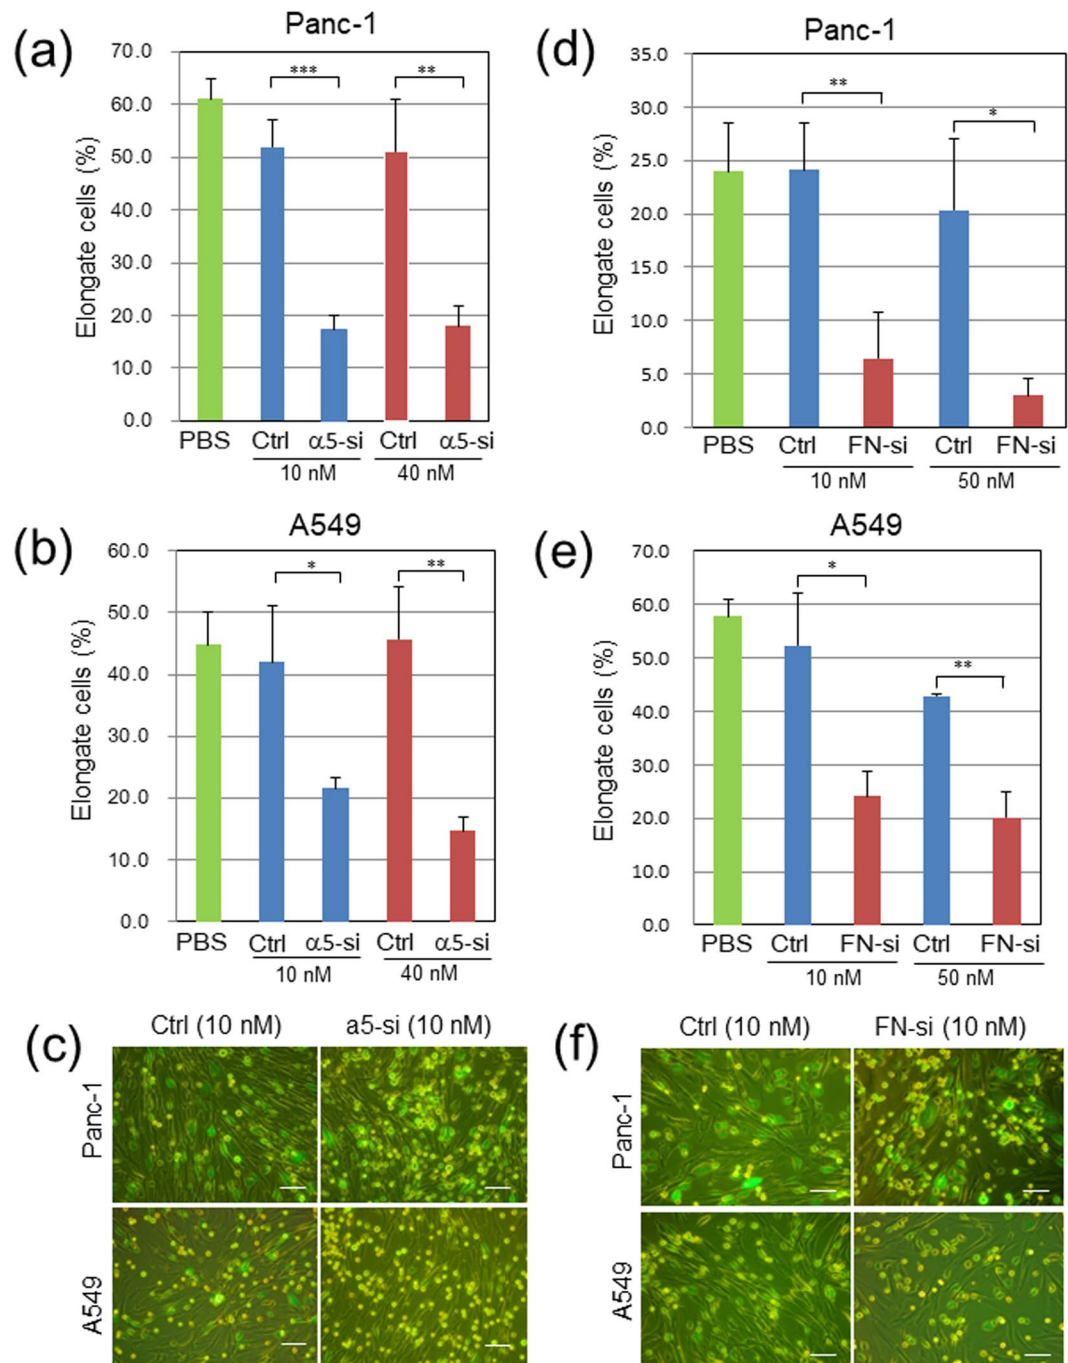 (a)
Panc-1
Elongate cells (%)
70.0
60.0
50.0
40.0
30.0
20.0
10.0
0.0
***
**
PBS Ctrl α5-si Ctrl α5-si
10 nM 40 nM
(d)
Panc-1
Elongate cells (%)
35.0
30.0
25.0
20.0
15.0
10.0
5.0
0.0
**
*
PBS Ctrl FN-si Ctrl FN-si
10 nM 50 nM
(b)
A549
Elongate cells (%)
60.0
50.0
40.0
30.0
20.0
10.0
0.0
*
**
PBS Ctrl α5-si Ctrl α5-si
10 nM 40 nM
(e)
A549
Elongate cells (%)
70.0
60.0
50.0
40.0
30.0
20.0
10.0
0.0
*
**
PBS Ctrl FN-si Ctrl FN-si
10 nM 50 nM
(c)
Ctrl (10 nM) a5-si (10 nM)
Panc-1
A549
(f)
Ctrl (10 nM) FN-si (10 nM)
Panc-1
A549